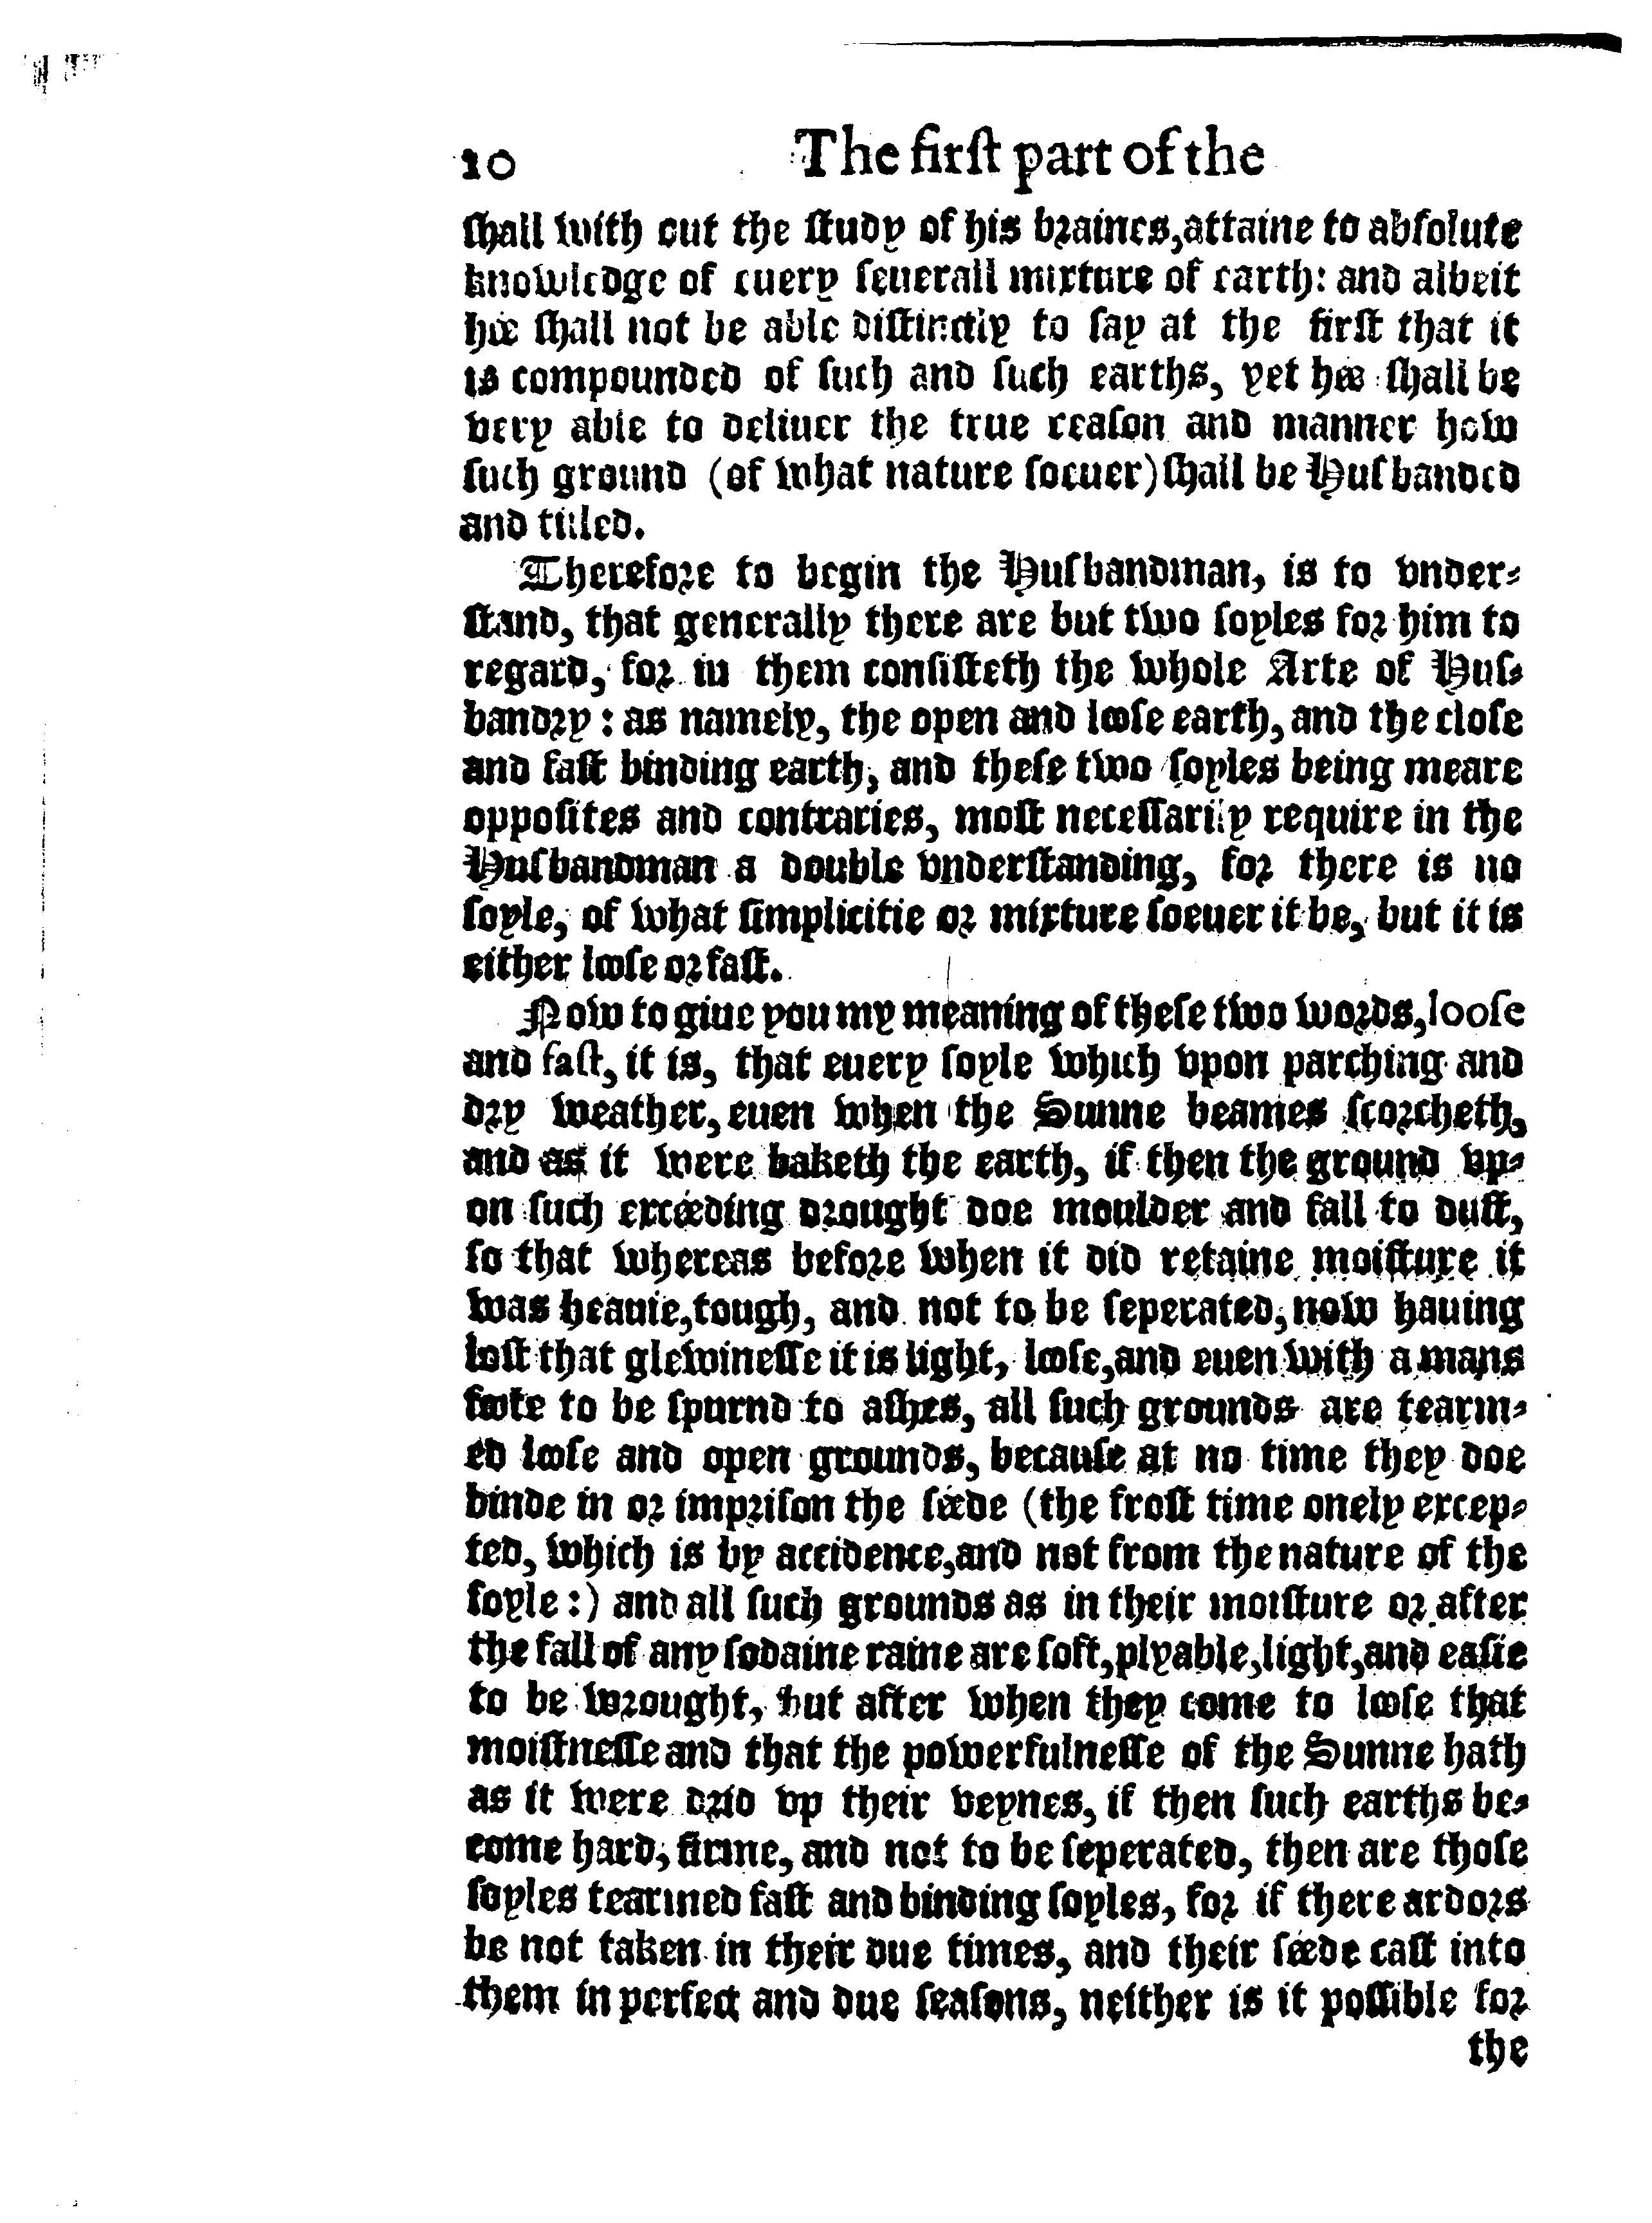 10 The firſt part of the
ſhall with out the ſtudy of his braines, attaine to abſolute
knowledge of euery ſeuerall mixture of earth: and albeit
hée ſhall not be able diſtinctly to ſay at the firſt that it
is compounded of ſuch and ſuch earths, yet hée ſhall be
very able to deliuer the true reaſon and manner how
ſuch ground (of what nature ſoeuer) ſhall be Huſbanded
and tilled.
Therefore to begin the Huſbandman, is to vnder-
ſtand, that generally there are but two ſoyles for him to
regard, for in them conſiſteth the whole Arte of Huſ-
bandry: as namely, the open and looſe earth, and the cloſe
and faſt binding earth, and theſe two ſoyles being meare
oppoſites and contraries, moſt neceſſarily require in the
Huſbandman a double vnderſtanding, for there is no
ſoyle, of what ſimplicitie or mixture ſoeuer it be, but it is
either looſe or faſt.
Now to giue you my meaning of theſe two words, looſe
and faſt, it is, that euery ſoyle which vpon parching and
dry weather, euen when the Sunne beames ſcorcheth,
and as it were baketh the earth, if then the ground vp-
on ſuch excéeding drought doe moulder and fall to duſt,
ſo that whereas before when it did retaine moiſture it
was heauie, tough, and not to be ſeperated, now hauing
loſt that glewineſſe it is light, looſe, and euen with a mans
foote to be ſpurnd to aſhes, all ſuch grounds are tearm-
ed looſe and open grounds, becauſe at no time they doe
binde in or impriſon the ſéede (the froſt time onely excep-
ted, which is by accidence, and not from the nature of the
ſoyle:) and all ſuch grounds as in their moiſture or after
the fall of any ſodaine raine are ſoft, plyable, light, and eaſie
to be wrought, but after when they come to looſe that
moiſtneſſe and that the powerfulneſſe of the Sunne hath
as it were dried vp their veynes, if then ſuch earths be-
come hard, firme, and not to be ſeperated, then are thoſe
ſoyles tearmed faſt and binding ſoyles, for if there ardors
be not taken in their due times, and their ſéede caſt into
them in perfect and due ſeaſons, neither is it poſſible for
the